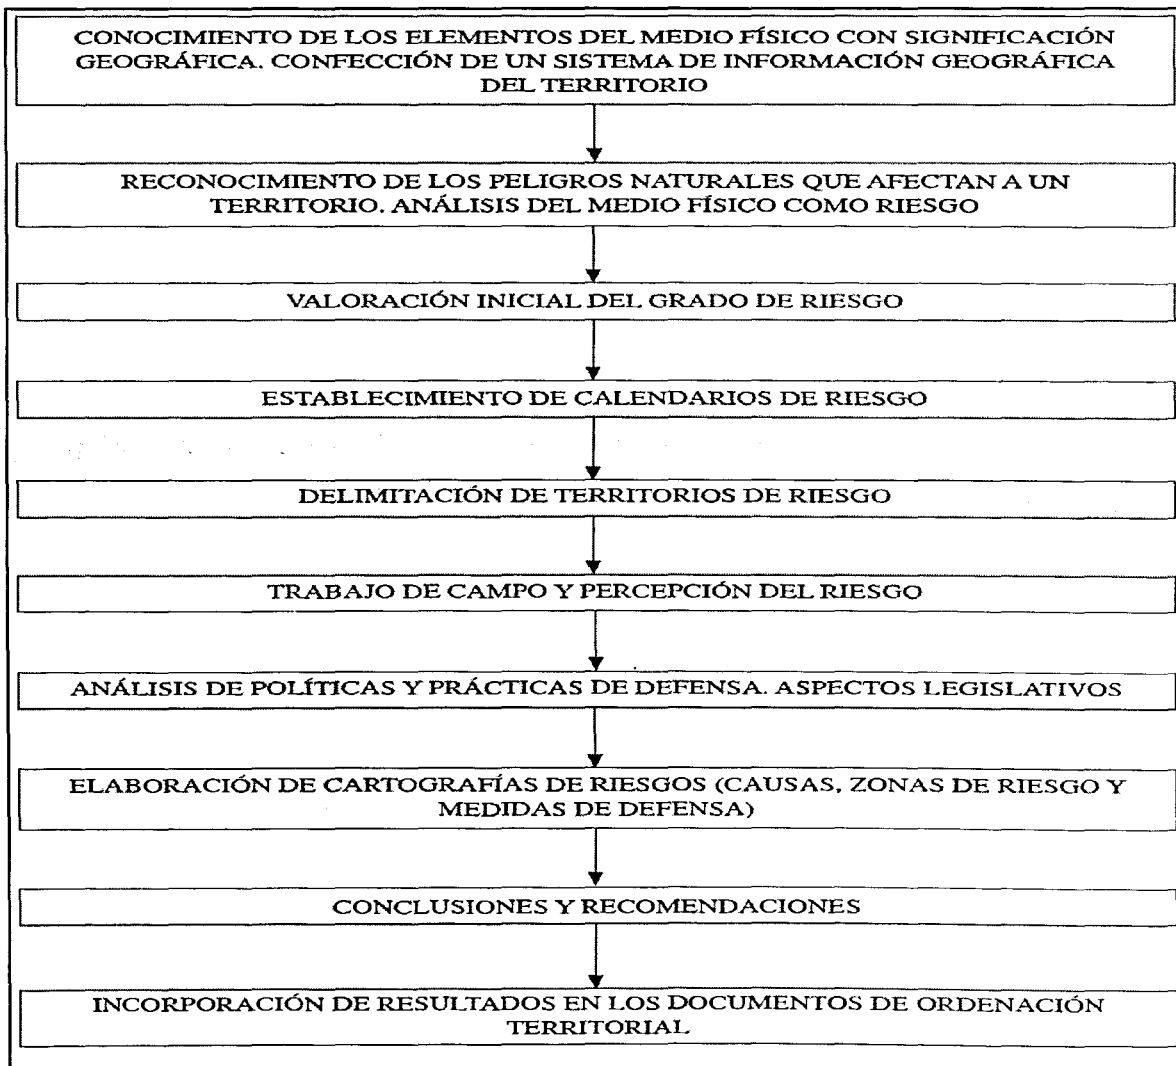 CONOCIMIENTO DE LOS ELEMENTOS DEL MEDIO FÍSICO CON SIGNIFICACIÓN
GEOGRÁFICA. CONFECCIÓN DE UN SISTEMA DE INFORMACIÓN GEOGRÁFICA
DEL TERRITORIO
RECONOCIMIENTO DE LOS PELIGROS NATURALES QUE AFECTAN A UN
TERRITORIO. ANÁLISIS DEL MEDIO FÍSICO COMO RIESGO
VALORACIÓN INICIAL DEL GRADO DE RIESGO
ESTABLECIMIENTO DE CALENDARIOS DE RIESGO
DELIMITACIÓN DE TERRITORIOS DE RIESGO
TRABAJO DE CAMPO Y PERCEPCIÓN DEL RIESGO
ANÁLISIS DE POLÍTICAS Y PRÁCTICAS DE DEFENSA. ASPECTOS LEGISLATIVOS
ELABORACIÓN DE CARTOGRAFÍAS DE RIESGOS (CAUSAS, ZONAS DE RIESGO Y
MEDIDAS DE DEFENSA)
CONCLUSIONES Y RECOMENDACIONES
INCORPORACIÓN DE RESULTADOS EN LOS DOCUMENTOS DE ORDENACIÓN
TERRITORIAL